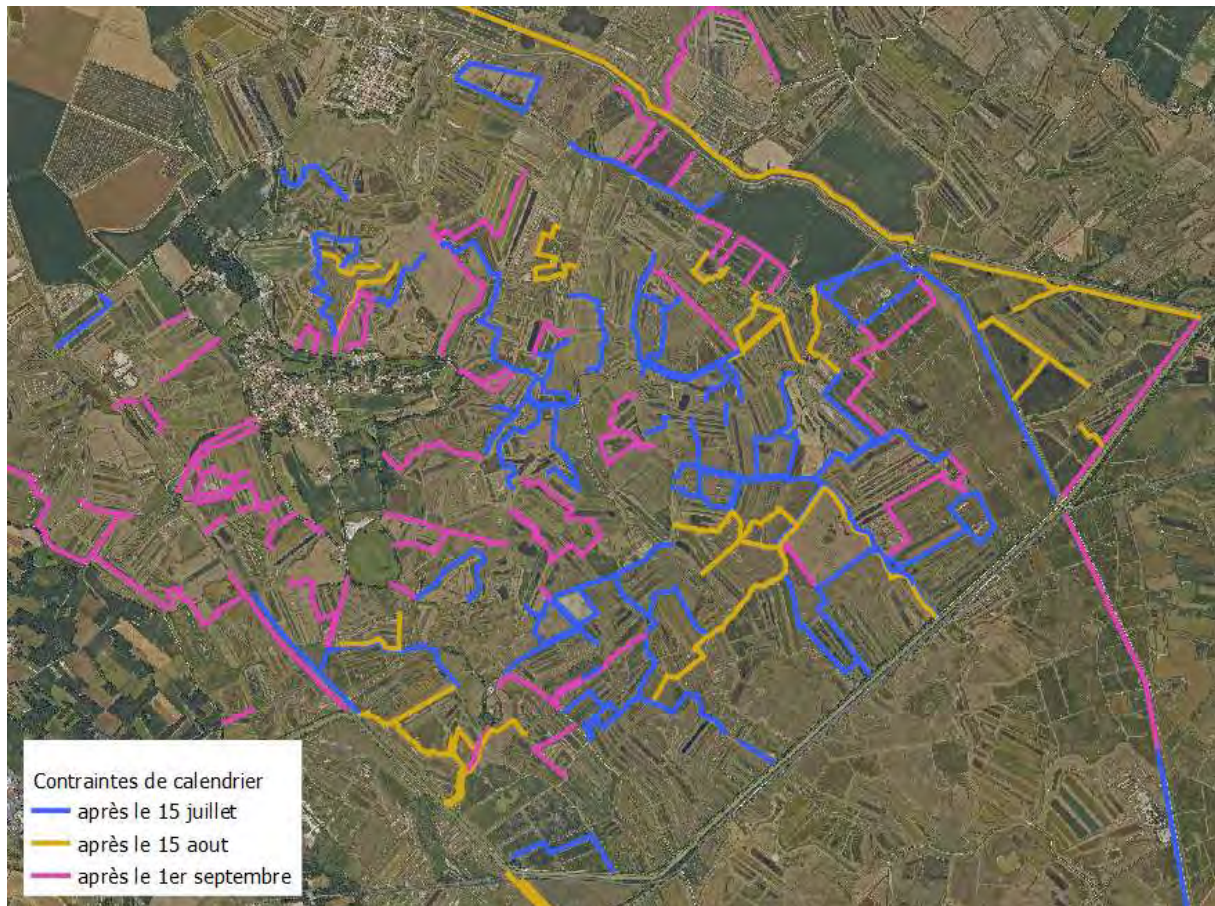 Contraintes de calendrier
après le 15 juillet
après le 15 aout
après le 1er septembre